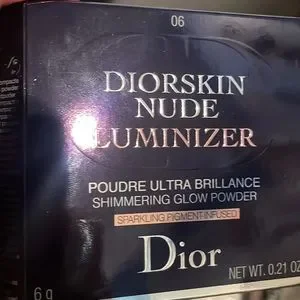 06
DIORSKIN
NUDE
LUMINIZER
POUDRE ULTRA BRILLANCE
SHIMMERING GLOW POWDER
SPARKLING PIGMENT-INFUSED
Dior
6 g
NET WT. 0.21 OZ